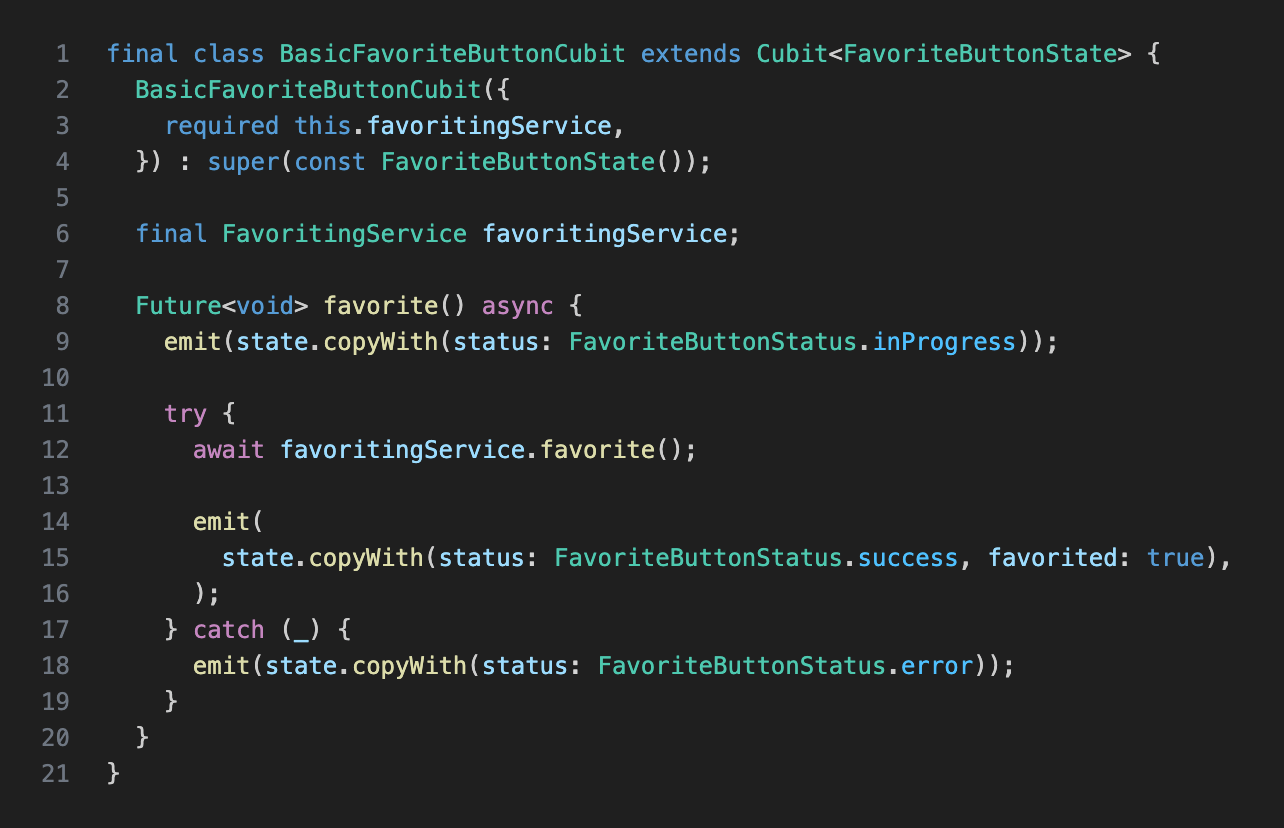 1 final class BasicFavoriteButtonCubit extends Cubit<FavoriteButtonState> {
2   BasicFavoriteButtonCubit({
3     required this.favoritingService,
4   }) : super(const FavoriteButtonState());
5
6   final FavoritingService favoritingService;
7
8   Future<void> favorite() async {
9     emit(state.copyWith(status: FavoriteButtonStatus.inProgress));
10
11     try {
12       await favoritingService.favorite();
13
14       emit(
15         state.copyWith(status: FavoriteButtonStatus.success, favorited: true),
16       );
17     } catch (_) {
18       emit(state.copyWith(status: FavoriteButtonStatus.error));
19     }
20   }
21 }